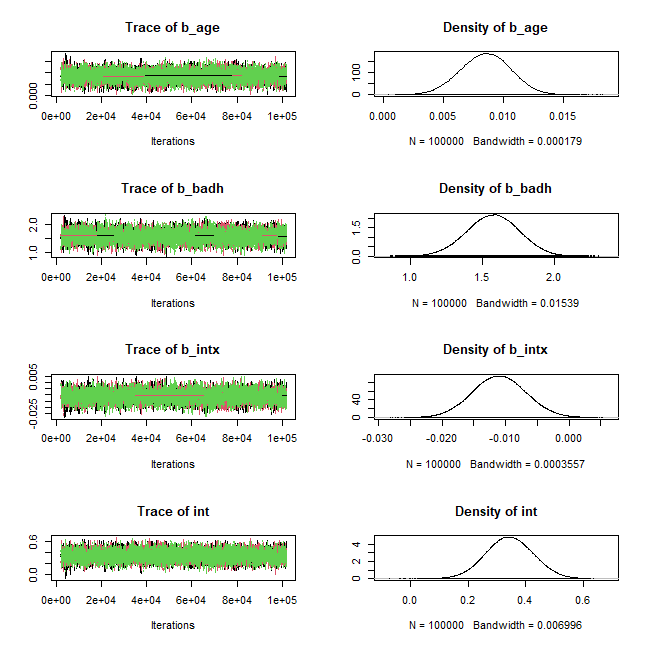 Trace of b_age
0.000
0e+00 2e+04 4e+04 6e+04 8e+04 1e+05
Iterations
Density of b_age
0 100
0.000 0.005 0.010 0.015
N = 100000 Bandwidth = 0.000179
Trace of b_badh
1.0 2.0
0e+00 2e+04 4e+04 6e+04 8e+04 1e+05
Iterations
Density of b_badh
0.0 1.5
1.0 1.5 2.0
N = 100000 Bandwidth = 0.01539
Trace of b_intx
-0.025 0.005
0e+00 2e+04 4e+04 6e+04 8e+04 1e+05
Iterations
Density of b_intx
0 40
-0.030 -0.020 -0.010 0.000
N = 100000 Bandwidth = 0.0003557
Trace of int
0.0 0.6
0e+00 2e+04 4e+04 6e+04 8e+04 1e+05
Iterations
Density of int
0 2 4
0.0 0.2 0.4 0.6
N = 100000 Bandwidth = 0.006996